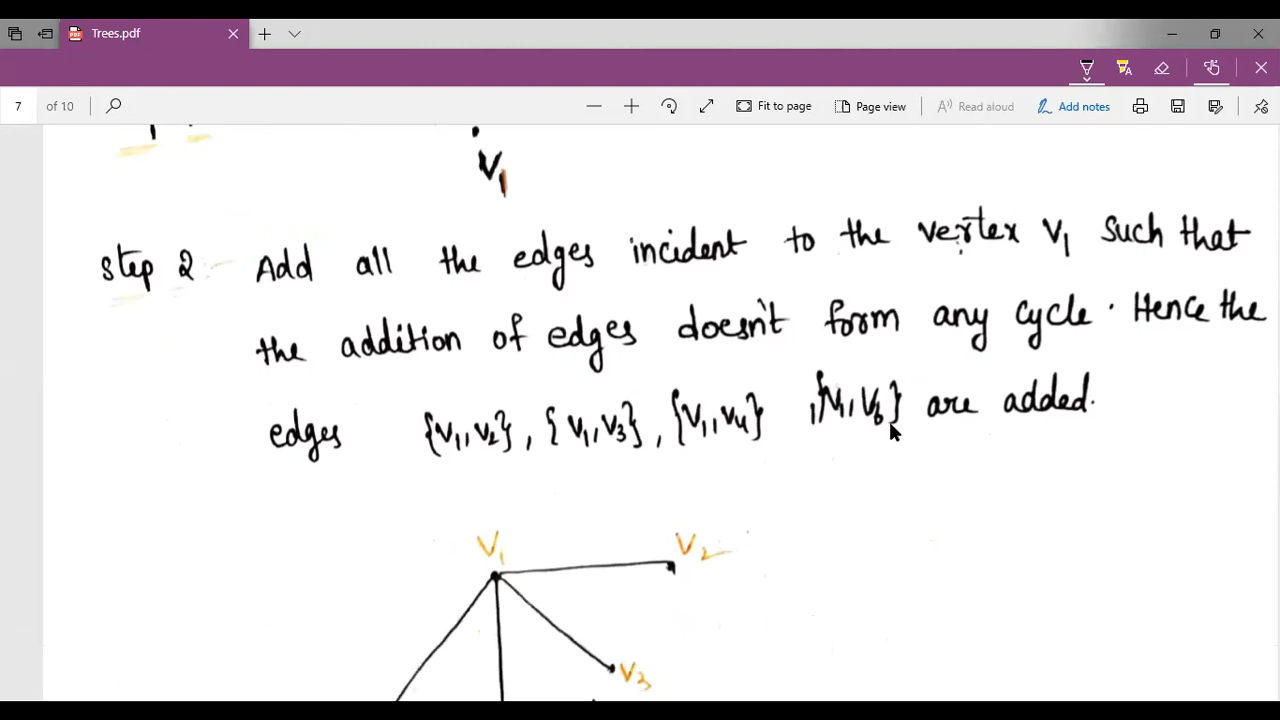 Trees.pdf
7 of 10 Fit to page Page view Read aloud Add notes
V1
Step 2 Add all the edges incident to the vertex V1 such that
the addition of edges doesn't form any cycle. Hence the
edges {V1, V2}, {V1, V3}, {V1, V4} , {V1, V6} are added.
V1 V2
V3